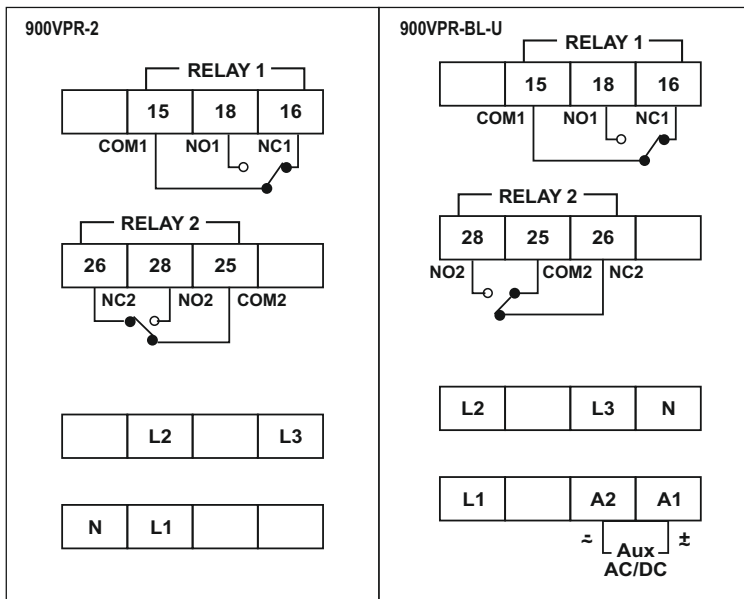 900VPR-2
RELAY 1
15 18 16
COM1 NO1 NC1
RELAY 2
26 28 25
NC2 NO2 COM2
L2 L3
N L1
900VPR-BL-U
RELAY 1
15 18 16
COM1 NO1 NC1
RELAY 2
28 25 26
NO2 COM2 NC2
L2 L3 N
L1 A2 A1
Aux
AC/DC